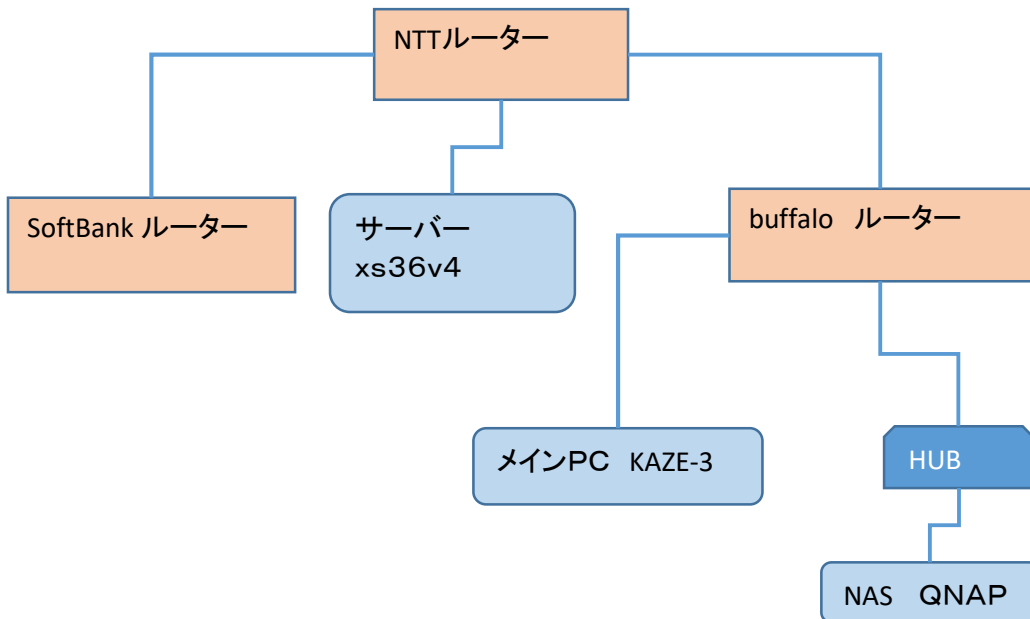 NTTルーター
SoftBank ルーター
サーバー
xs36v4
buffalo ルーター
メインPC KAZE-3
HUB
NAS QNAP